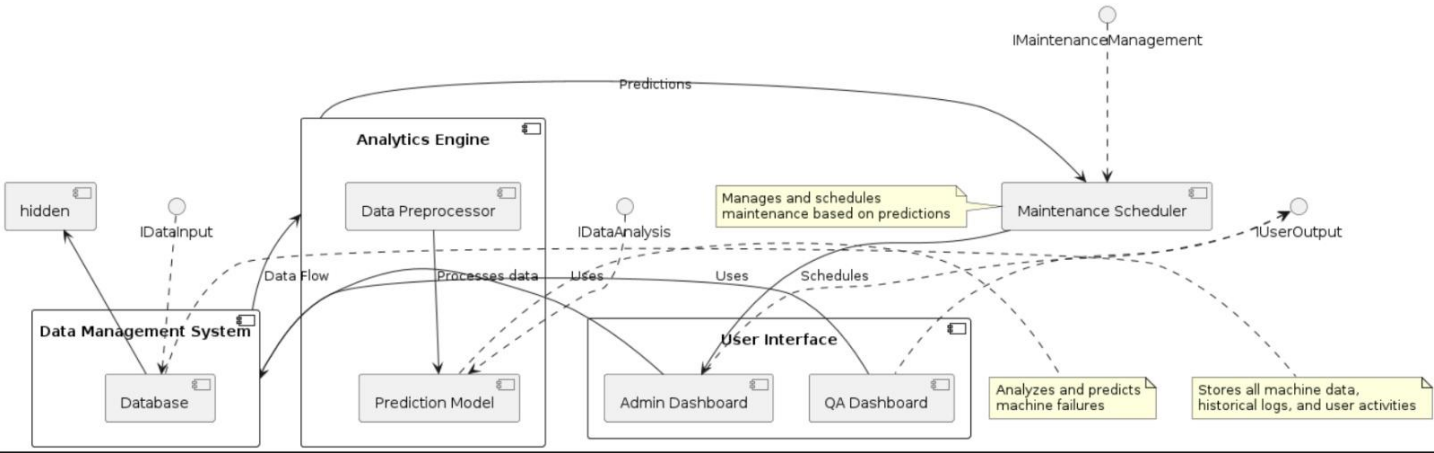 IMaintenanceManagement
Predictions
Analytics Engine
hidden
IDataInput
Data Preprocessor
IDataAnalysis
Manages and schedules
maintenance based on predictions
Maintenance Scheduler
IUserOutput
Data Flow
Processes data
Uses
Uses
Schedules
Data Management System
User Interface
Database
Prediction Model
Admin Dashboard
QA Dashboard
Analyzes and predicts
machine failures
Stores all machine data,
historical logs, and user activities